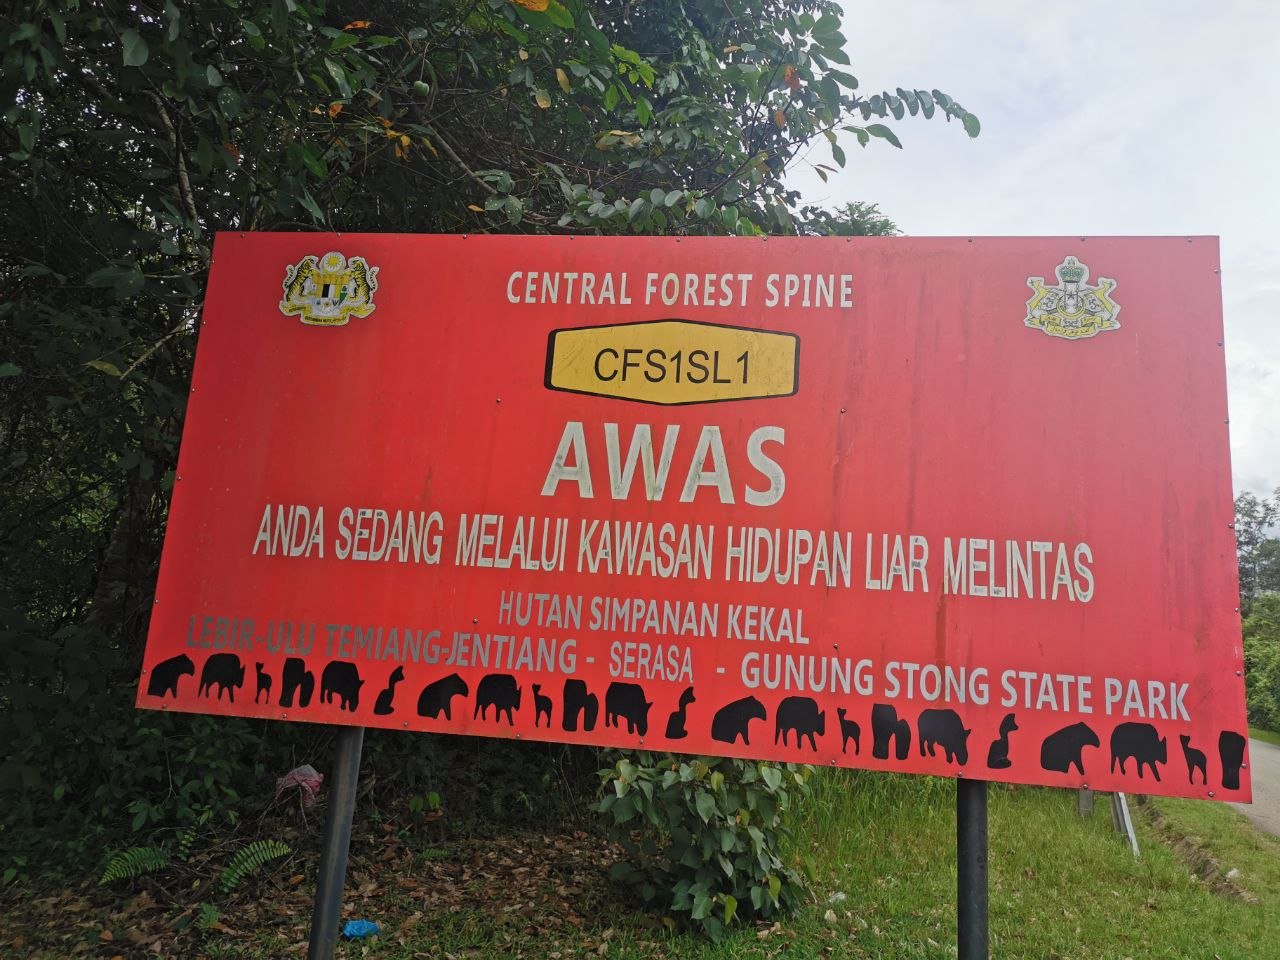 CENTRAL FOREST SPINE
CFS1SL1
AWAS
ANDA SEDANG MELALUI KAWASAN HIDUPAN LIAR MELINTAS
HUTAN SIMPANAN KEKAL
LEBIR-ULU TEMIANG-JENTIANG - SERASA - GUNUNG STONG STATE PARK